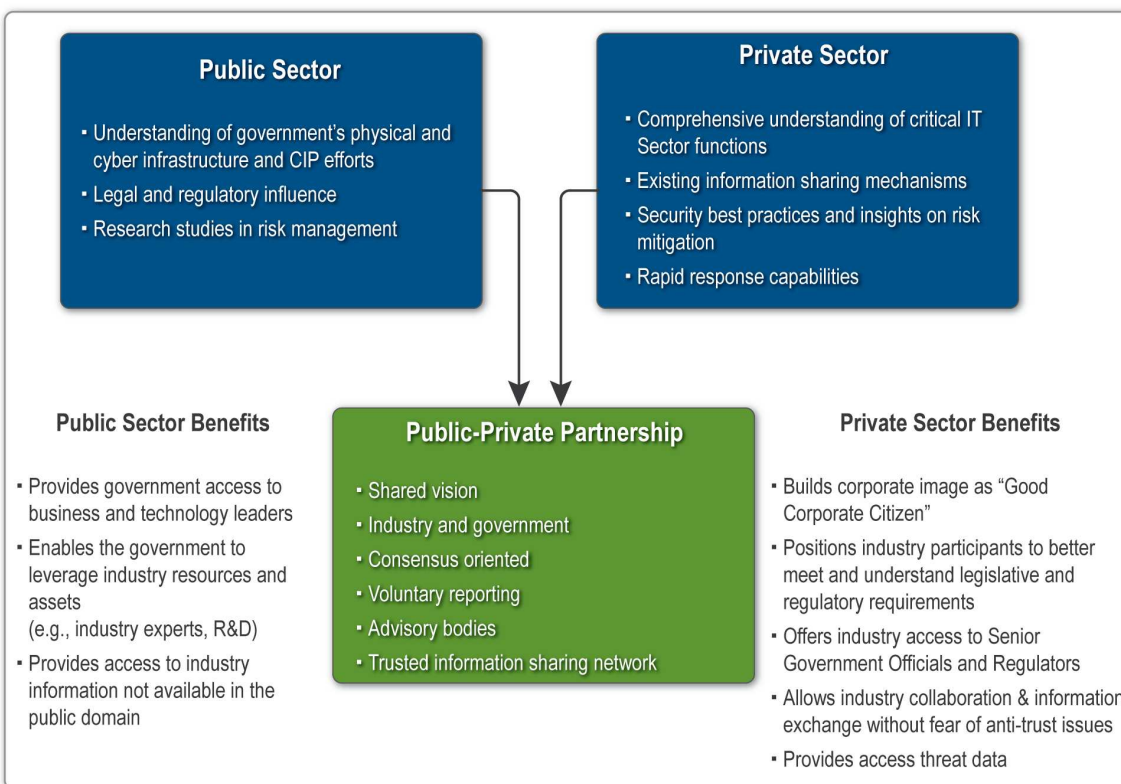 Public Sector
▪ Understanding of government’s physical and
cyber infrastructure and CIP efforts
▪ Legal and regulatory influence
▪ Research studies in risk management
Private Sector
▪ Comprehensive understanding of critical IT
Sector functions
▪ Existing information sharing mechanisms
▪ Security best practices and insights on risk
mitigation
▪ Rapid response capabilities
Public Sector Benefits
▪ Provides government access to
business and technology leaders
▪ Enables the government to
leverage industry resources and
assets
(e.g., industry experts, R&D)
▪ Provides access to industry
information not available in the
public domain
Public-Private Partnership
▪ Shared vision
▪ Industry and government
▪ Consensus oriented
▪ Voluntary reporting
▪ Advisory bodies
▪ Trusted information sharing network
Private Sector Benefits
▪ Builds corporate image as “Good
Corporate Citizen”
▪ Positions industry participants to better
meet and understand legislative and
regulatory requirements
▪ Offers industry access to Senior
Government Officials and Regulators
▪ Allows industry collaboration & information
exchange without fear of anti-trust issues
▪ Provides access threat data